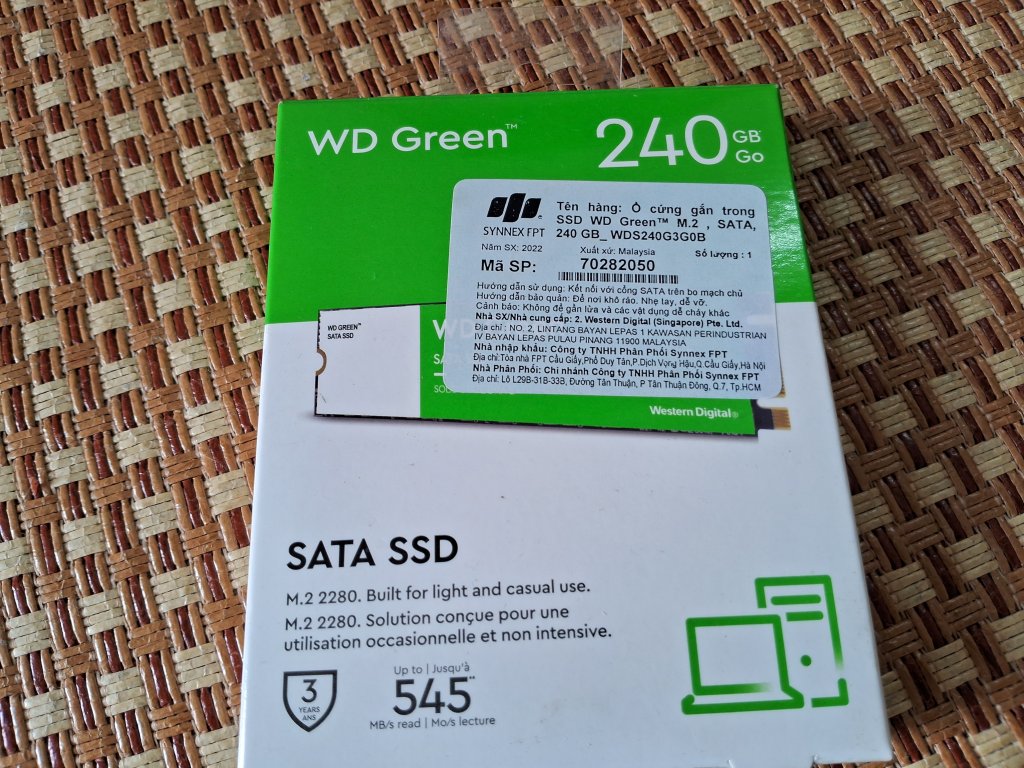 WD Green™
240 GB
Go
SYNNEX FPT
Tên hàng: Ổ cứng gắn trong
SSD WD Green™ M.2 , SATA,
240 GB_ WDS240G3G0B
Năm SX: 2022 Xuất xứ: Malaysia Số lượng : 1
Mã SP: 70282050
Hướng dẫn sử dụng: Kết nối với cổng SATA trên bo mạch chủ
Hướng dẫn bảo quản: Để nơi khô ráo. Nhẹ tay, dễ vỡ.
Cảnh báo: Không để gần lửa và các vật dụng dễ cháy khác
Nhà SX/Nhà cung cấp: 2. Western Digital (Singapore) Pte. Ltd.
Địa chỉ : NO. 2, LINTANG BAYAN LEPAS 1 KAWASAN PERINDUSTRIAN
IV BAYAN LEPAS PULAU PINANG 11900 MALAYSIA
Nhà nhập khẩu: Công ty TNHH Phân Phối Synnex FPT
Địa chỉ:Tòa nhà FPT Cầu Giấy,Phố Duy Tân,P.Dịch Vọng Hậu,Q.Cầu Giấy,Hà Nội
Nhà Phân Phối: Chi nhánh Công ty TNHH Phân Phối Synnex FPT
Địa chỉ: Lô L29B-31B-33B, Đường Tân Thuận, P Tân Thuận Đông, Q.7, Tp.HCM
WD GREEN™
SATA SSD
WD
SA
SO
Western Digital®
SATA SSD
M.2 2280. Built for light and casual use.
M.2 2280. Solution conçue pour une
utilisation occasionnelle et non intensive.
3
YEARS
ANS
Up to | Jusqu'à
545**
MB/s read | Mo/s lecture